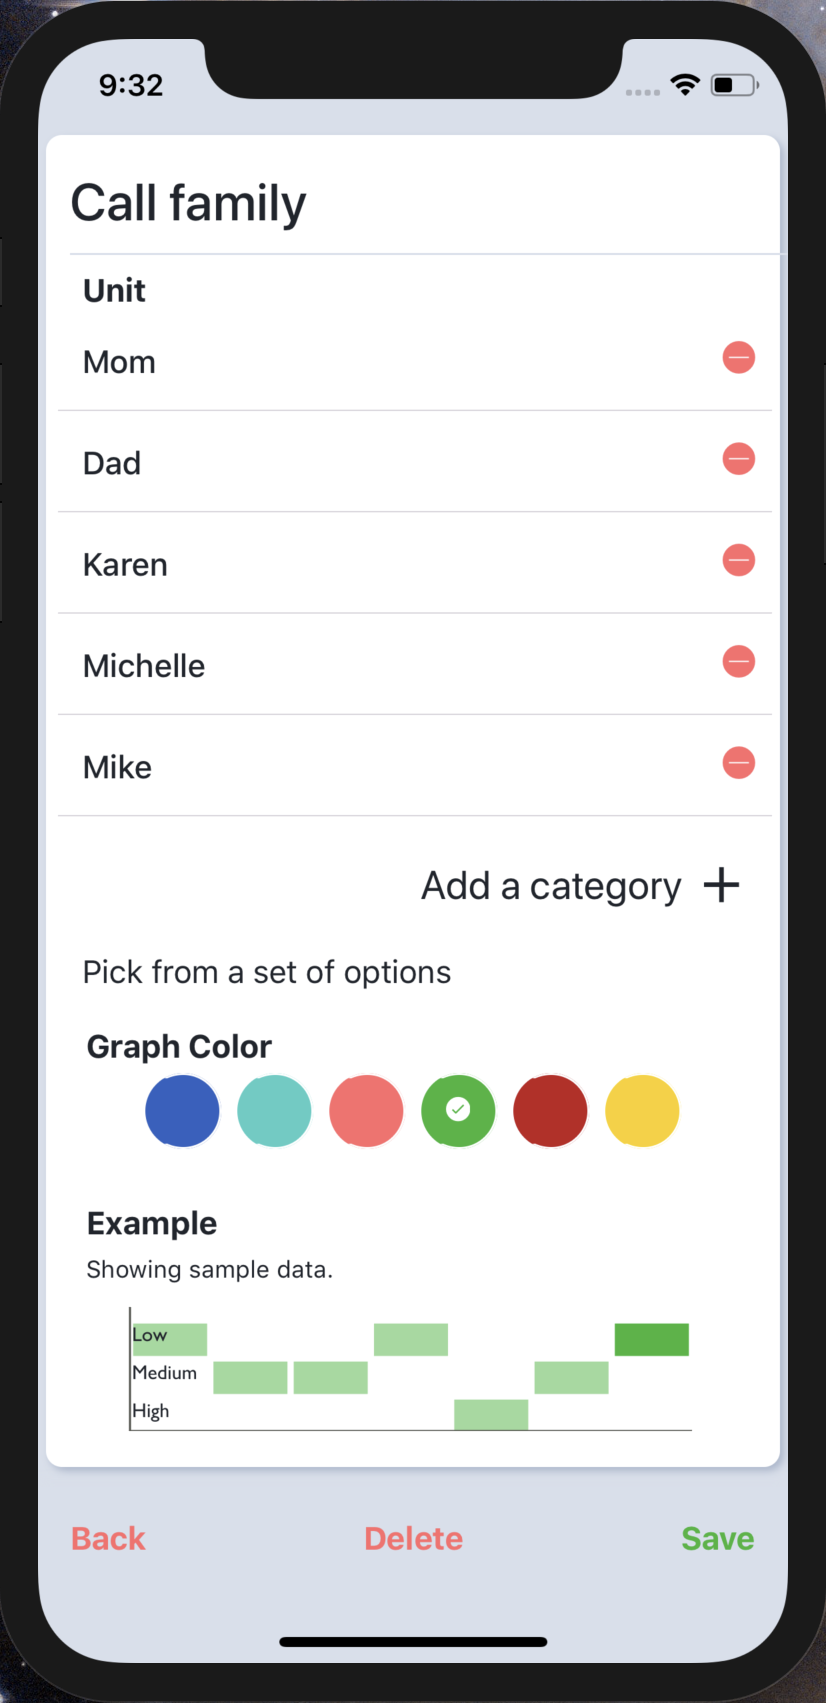 9:32
Call family
Unit
Mom
Dad
Karen
Michelle
Mike
Add a category +
Pick from a set of options
Graph Color
Example
Showing sample data.
Low
Medium
High
Back Delete Save